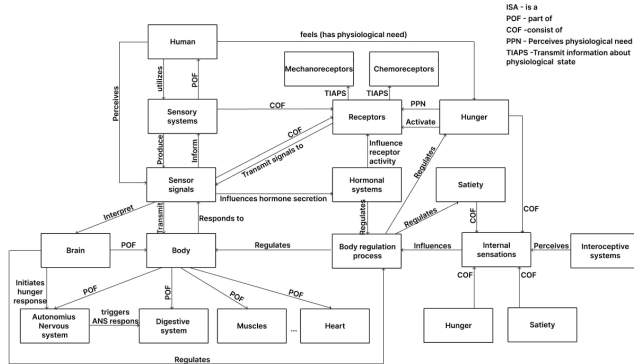 ISA - is a
POF - part of
COF -consist of
PPN - Perceives physiological need
TIAPS -Transmit information about
physiological state
feels (has physiological need)
Human
Mechanoreceptors
Chemoreceptors
Perceives
utilizes
POF
TIAPS
TIAPS
Sensory
systems
COF
Receptors
PPN
Activate
Hunger
Produce
Inform
COF
Transmit signals to
Influence
receptor
activity
Regulates
COF
Sensor
signals
Influences hormone secretion
Hormonal
systems
Satiety
Interpret
Transmit
Responds to
Regulates
Regulates
COF
Brain
POF
Body
Regulates
Body regulation
process
Influences
Internal
sensations
Perceives
Interoceptive
systems
Initiates
hunger
response
POF
POF
POF
POF
COF
COF
Autonomius
Nervous
system
triggers
ANS respons
Digestive
system
Muscles
...
Heart
Hunger
Satiety
Regulates